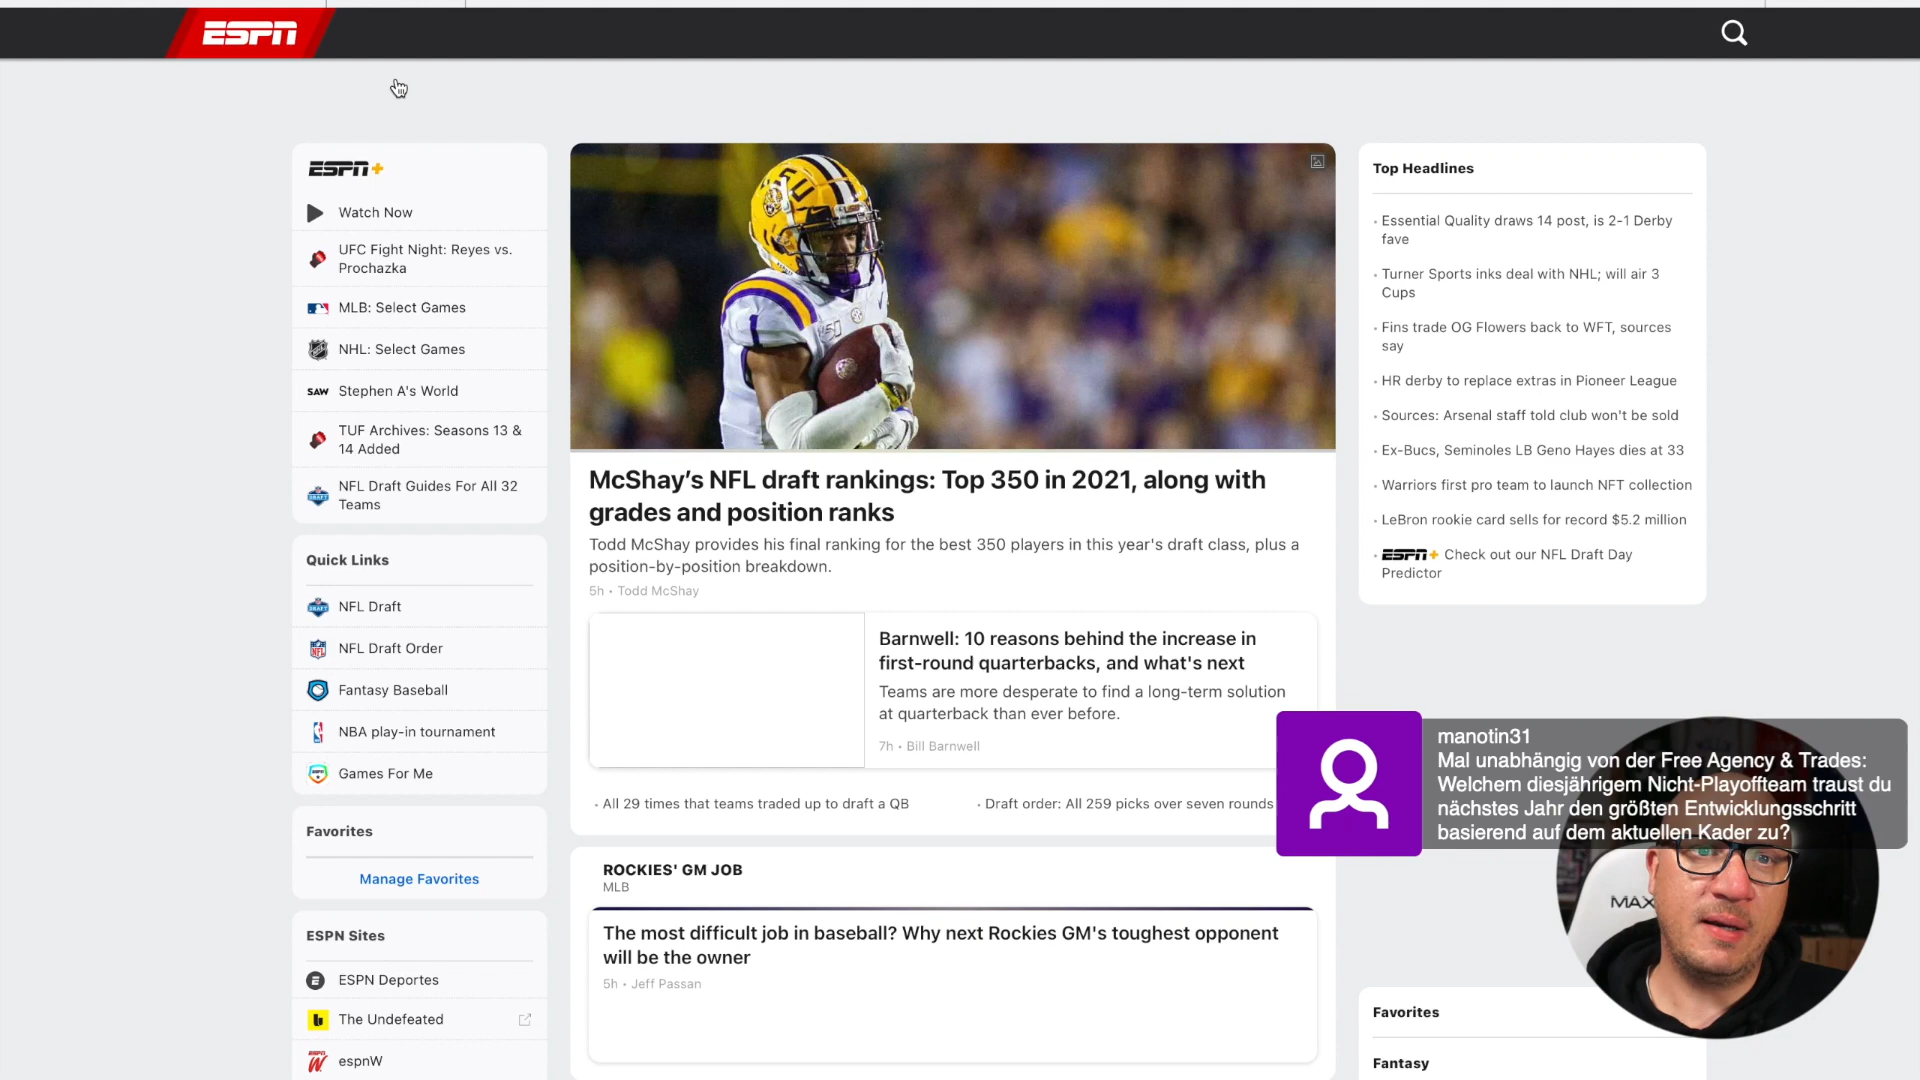 ESPN
ESPN+
Watch Now
UFC Fight Night: Reyes vs.
Prochazka
MLB: Select Games
NHL: Select Games
SAW Stephen A's World
TUF Archives: Seasons 13 &
14 Added
NFL Draft Guides For All 32
Teams
Quick Links
NFL Draft
NFL Draft Order
Fantasy Baseball
NBA play-in tournament
Games For Me
Favorites
Manage Favorites
ESPN Sites
ESPN Deportes
The Undefeated
espnW
McShay’s NFL draft rankings: Top 350 in 2021, along with
grades and position ranks
Todd McShay provides his final ranking for the best 350 players in this year's draft class, plus a
position-by-position breakdown.
5h • Todd McShay
Barnwell: 10 reasons behind the increase in
first-round quarterbacks, and what's next
Teams are more desperate to find a long-term solution
at quarterback than ever before.
7h • Bill Barnwell
All 29 times that teams traded up to draft a QB
Draft order: All 259 picks over seven rounds
ROCKIES' GM JOB
MLB
The most difficult job in baseball? Why next Rockies GM's toughest opponent
will be the owner
5h • Jeff Passan
Top Headlines
Essential Quality draws 14 post, is 2-1 Derby
fave
Turner Sports inks deal with NHL; will air 3
Cups
Fins trade OG Flowers back to WFT, sources
say
HR derby to replace extras in Pioneer League
Sources: Arsenal staff told club won't be sold
Ex-Bucs, Seminoles LB Geno Hayes dies at 33
Warriors first pro team to launch NFT collection
LeBron rookie card sells for record $5.2 million
ESPN+ Check out our NFL Draft Day
Predictor
manotin31
Mal unabhängig von der Free Agency & Trades:
Welchem diesjährigem Nicht-Playoffteam traust du
nächstes Jahr den größten Entwicklungsschritt
basierend auf dem aktuellen Kader zu?
MAX
Favorites
Fantasy